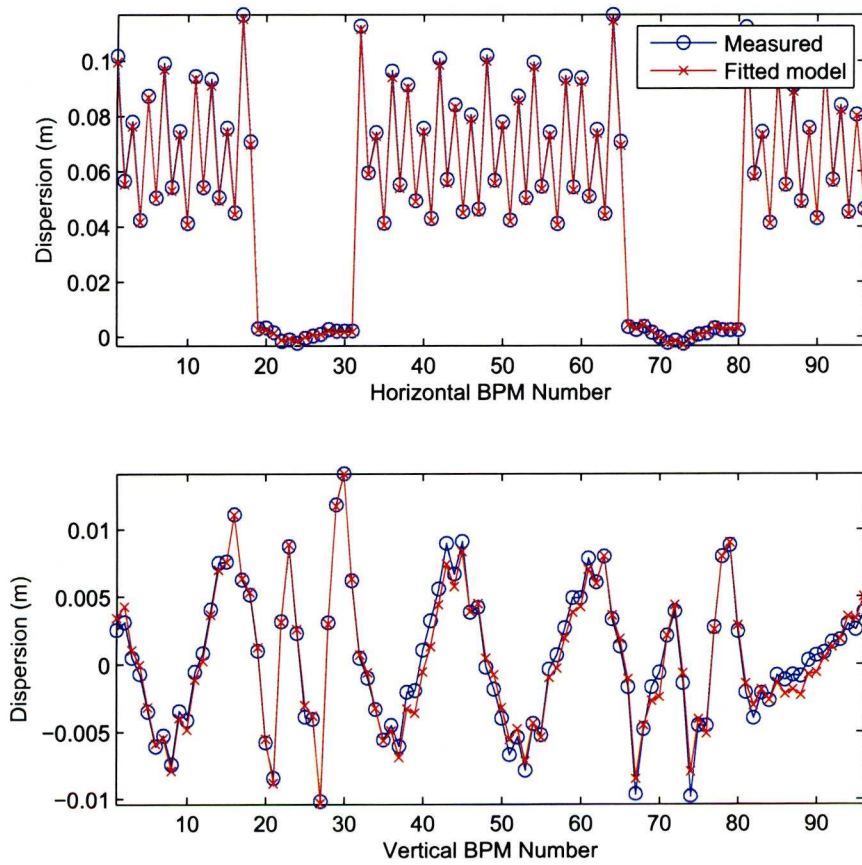 Measured
Fitted model
0.1
0.08
0.06
0.04
0.02
0
Dispersion (m)
10 20 30 40 50 60 70 80 90
Horizontal BPM Number
0.01
0.005
0
−0.005
−0.01
Dispersion (m)
10 20 30 40 50 60 70 80 90
Vertical BPM Number